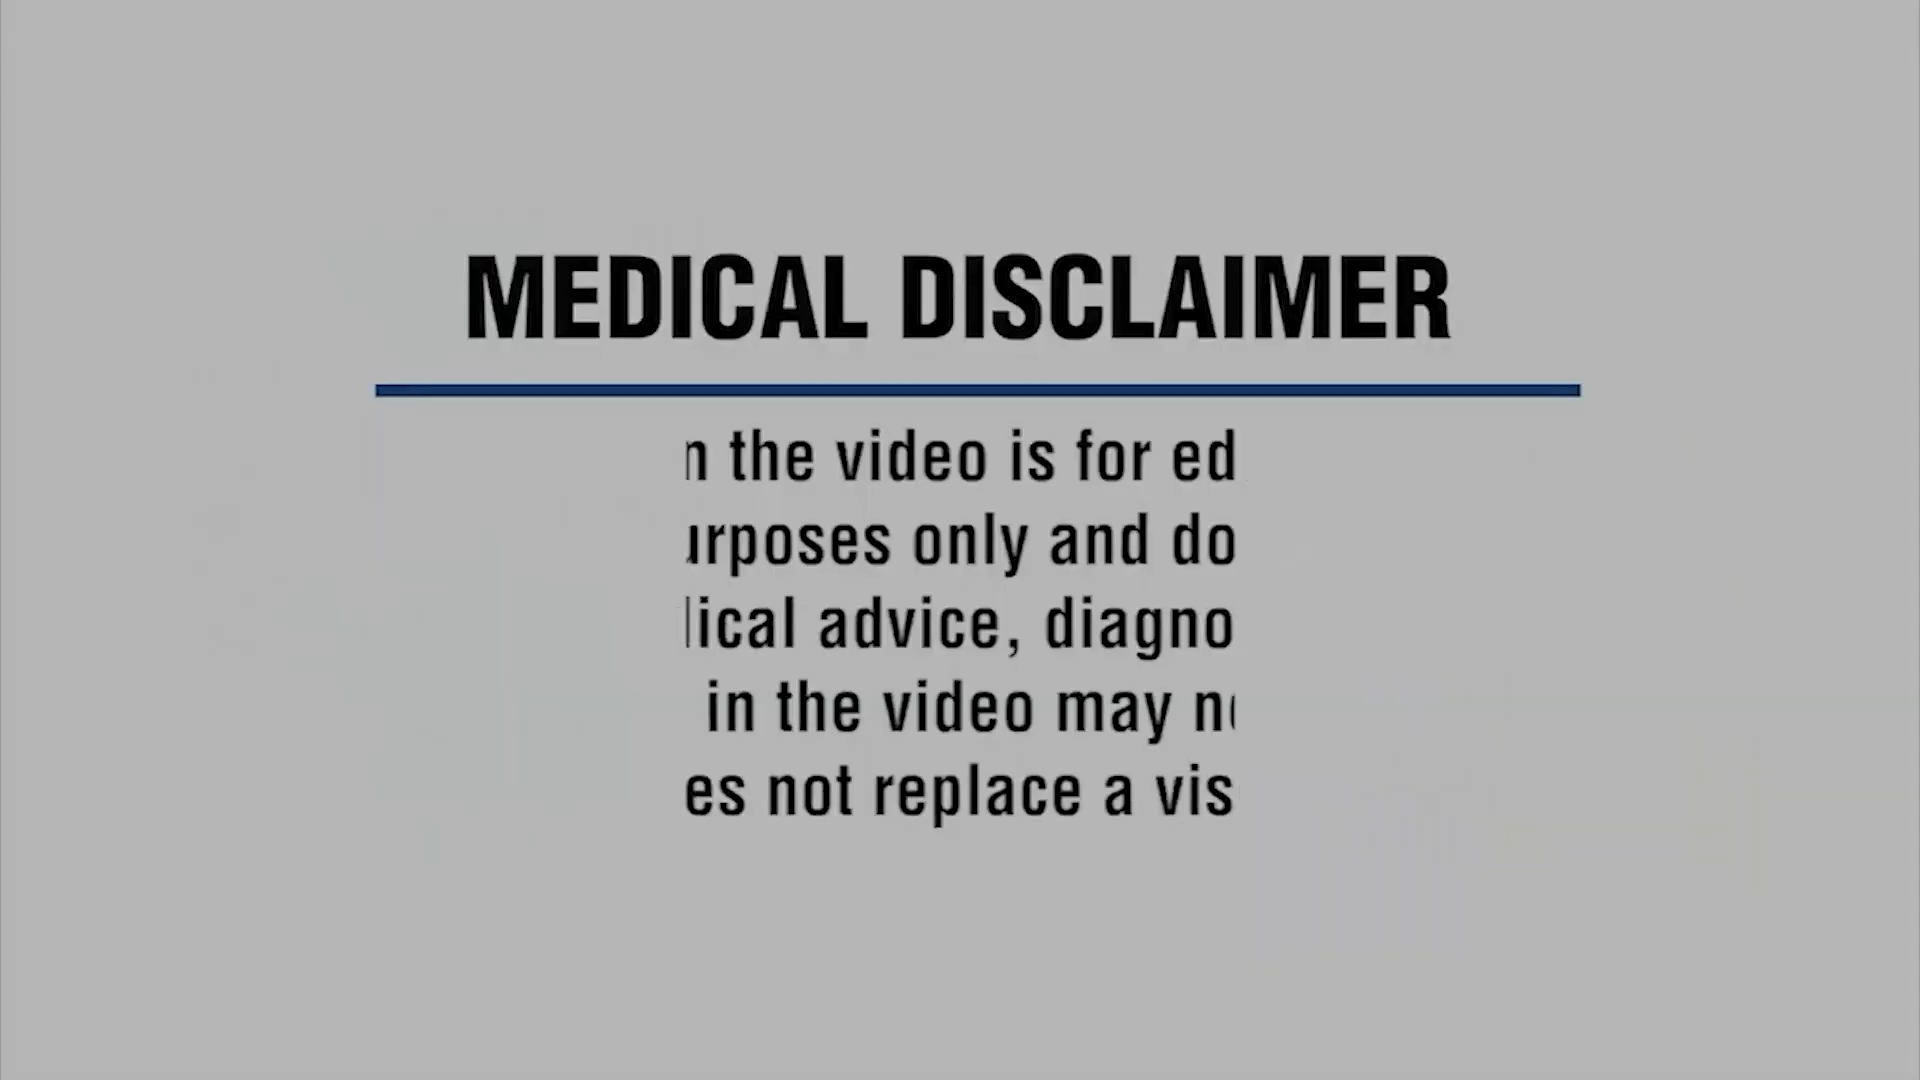 MEDICAL DISCLAIMER
the video is for ed
urposes only and do
ical advice, diagno
in the video may
es not replace a vis